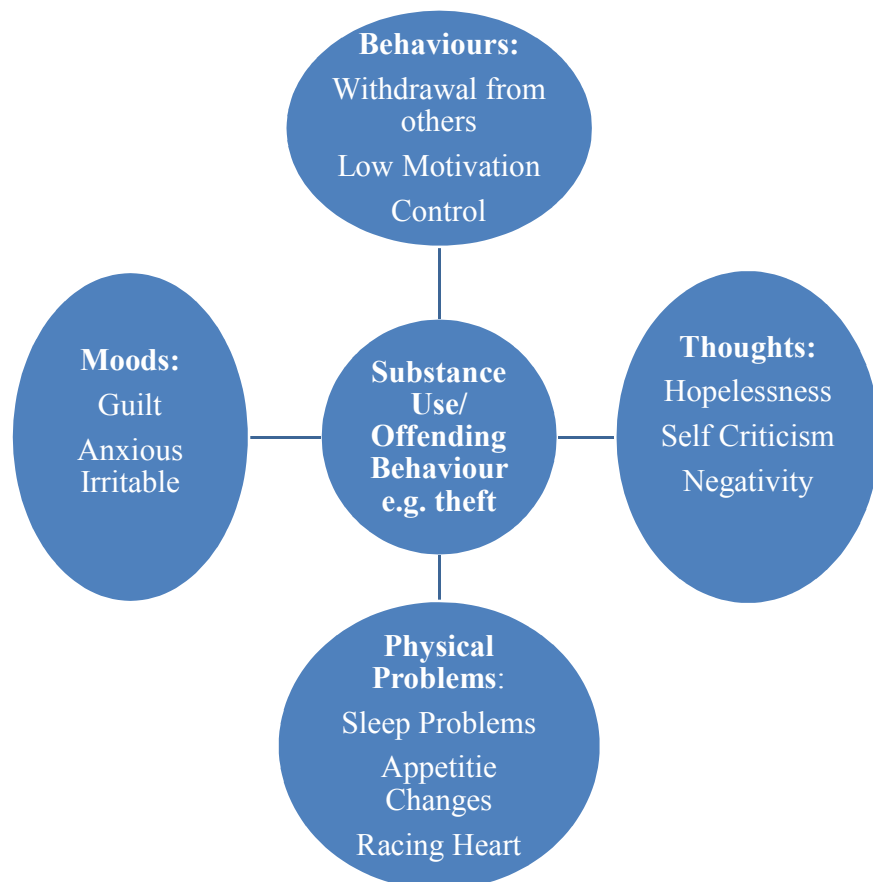 Behaviours:
Withdrawal from
others
Low Motivation
Control
Moods:
Guilt
Anxious
Irritable
Substance
Use/
Offending
Behaviour
e.g. theft
Thoughts:
Hopelessness
Self Criticism
Negativity
Physical
Problems:
Sleep Problems
Appetitie
Changes
Racing Heart